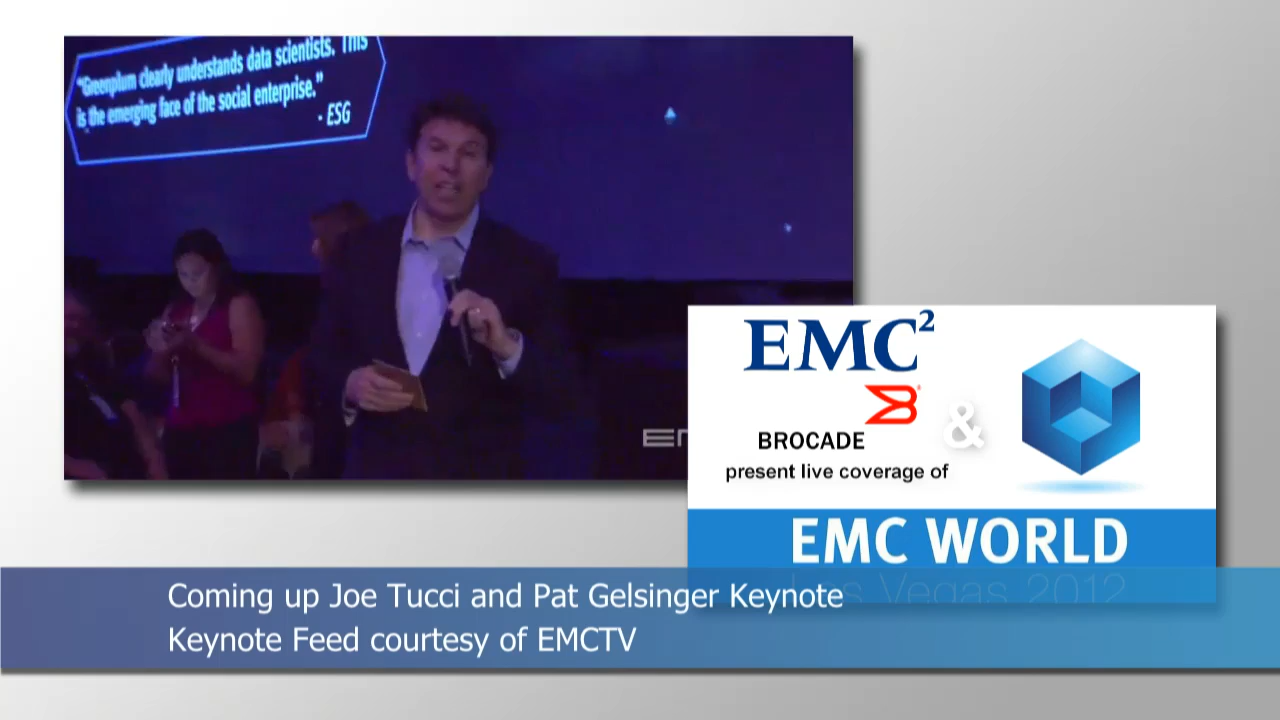 "Greenplum clearly understands data scientists. This
is the emerging face of the social enterprise."
- ESG
EMC²
BROCADE
&
present live coverage of
EMC WORLD
Las Vegas 2012
Coming up Joe Tucci and Pat Gelsinger Keynote
Keynote Feed courtesy of EMCTV